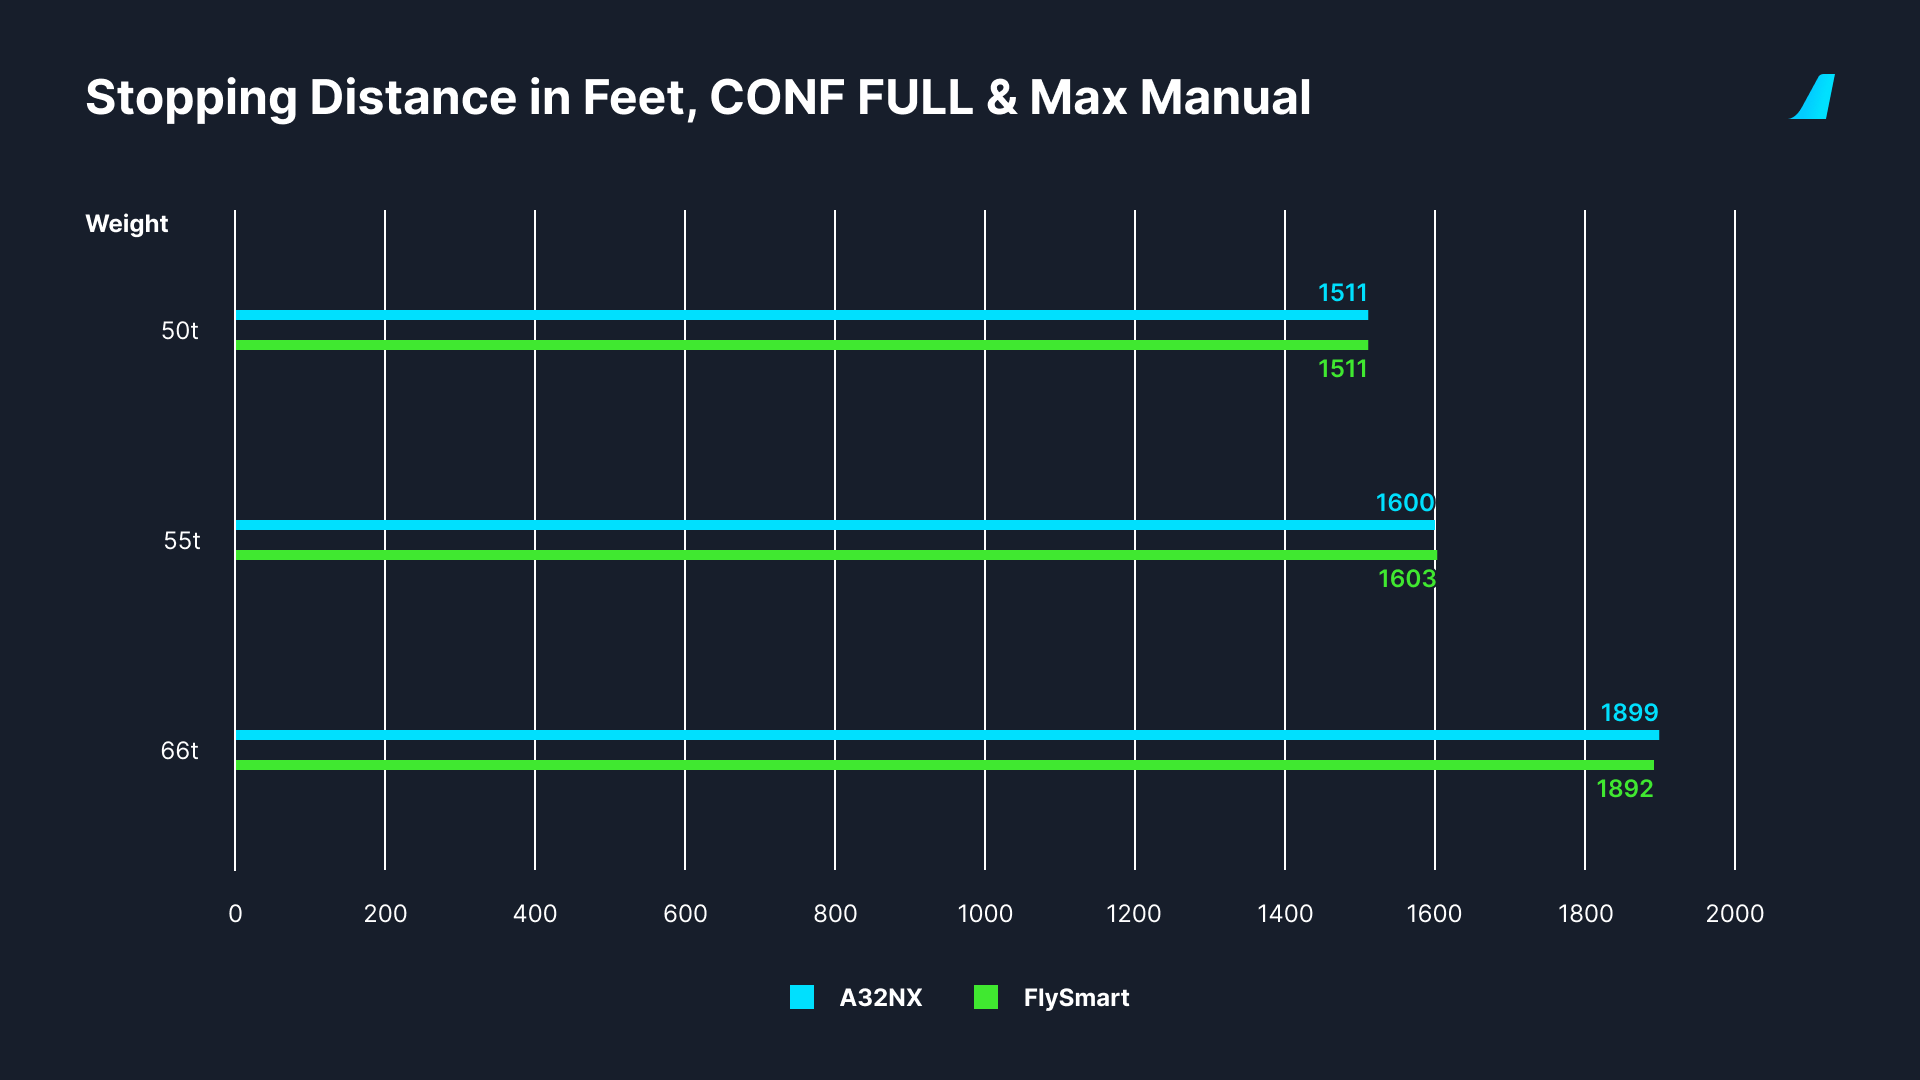 Stopping Distance in Feet, CONF FULL & Max Manual
Weight
1511
50t
1511
1600
55t
1603
1899
66t
1892
0 200 400 600 800 1000 1200 1400 1600 1800 2000
A32NX FlySmart